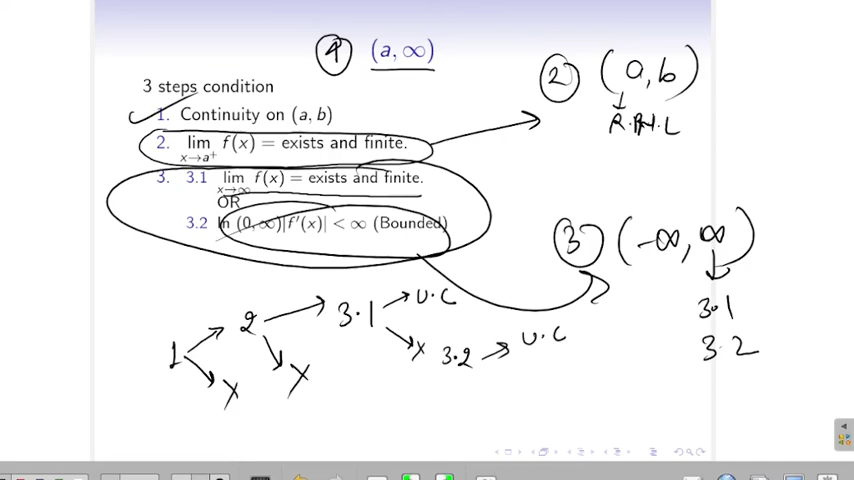 4 (a, ∞)
3 steps condition
1. Continuity on (a, b)
2. lim x→a⁺ f(x) = exists and finite.
3. 3.1 lim x→∞ f(x) = exists and finite.
OR
3.2 In (0, ∞)|f′(x)| < ∞ (Bounded)
2 (a, b)
R.H.L
3 (-∞, ∞)
3.1
3.2
1 → 2 → 3.1 → U.C
X X X 3.2 → U.C